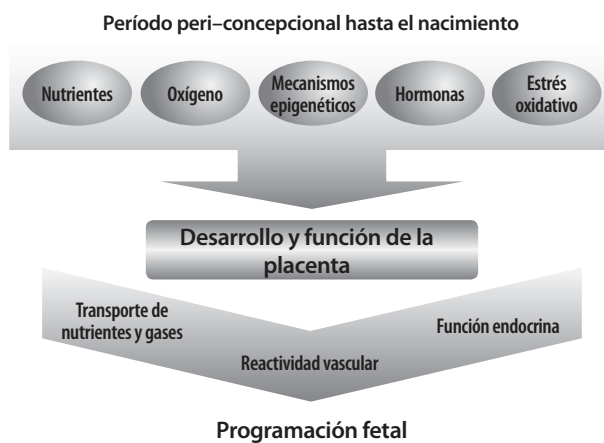 Período peri–concepcional hasta el nacimiento
Nutrientes
Oxígeno
Mecanismos
epigenéticos
Hormonas
Estrés
oxidativo
Desarrollo y función de la
placenta
Transporte de
nutrientes y gases
Función endocrina
Reactividad vascular
Programación fetal